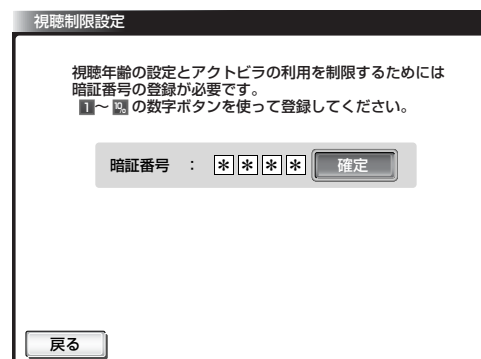 視聴制限設定
視聴年齢の設定とアクトビラの利用を制限するためには
暗証番号の登録が必要です。
1～10 の数字ボタンを使って登録してください。
暗証番号 ： ＊＊＊＊ 確定
戻る